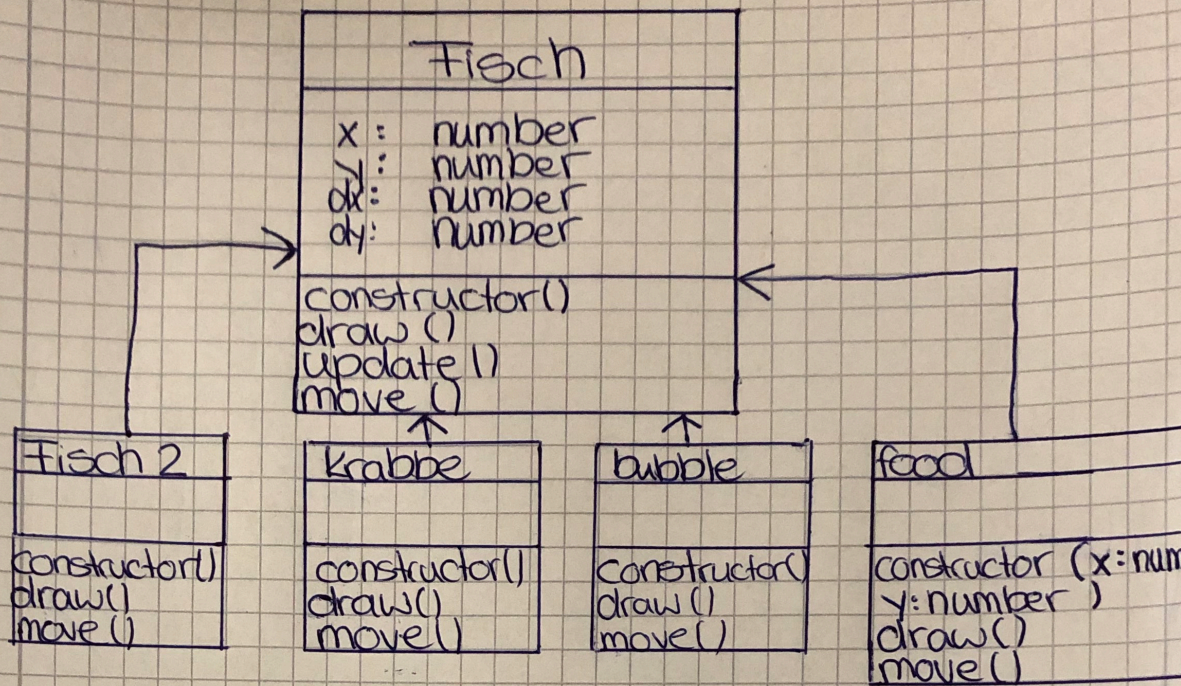 Fisch
x: number
y: number
dx: number
dy: number
constructor()
draw()
update()
move()
Fisch 2
constructor()
draw()
move()
Krabbe
constructor()
draw()
move()
bubble
constructor()
draw()
move()
food
constructor (x: num
y: number)
draw()
move()